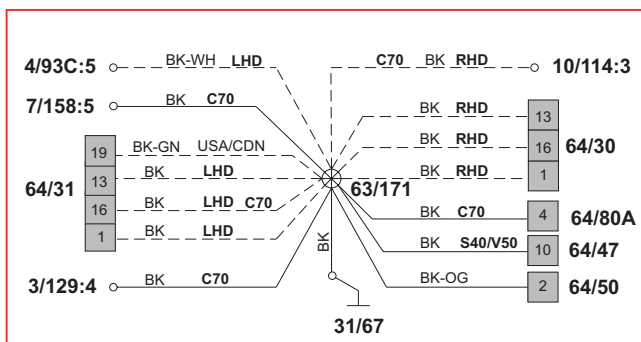 4/93C:5 BK-WH LHD C70 BK RHD 10/114:3
7/158:5 BK C70 BK RHD 13
19 BK-GN USA/CDN BK RHD 16 64/30
64/31 13 BK LHD 63/171 BK RHD 1
16 BK LHD C70 BK C70 4 64/80A
1 BK LHD BK BK S40/V50 10 64/47
3/129:4 BK C70 BK-OG 2 64/50
31/67